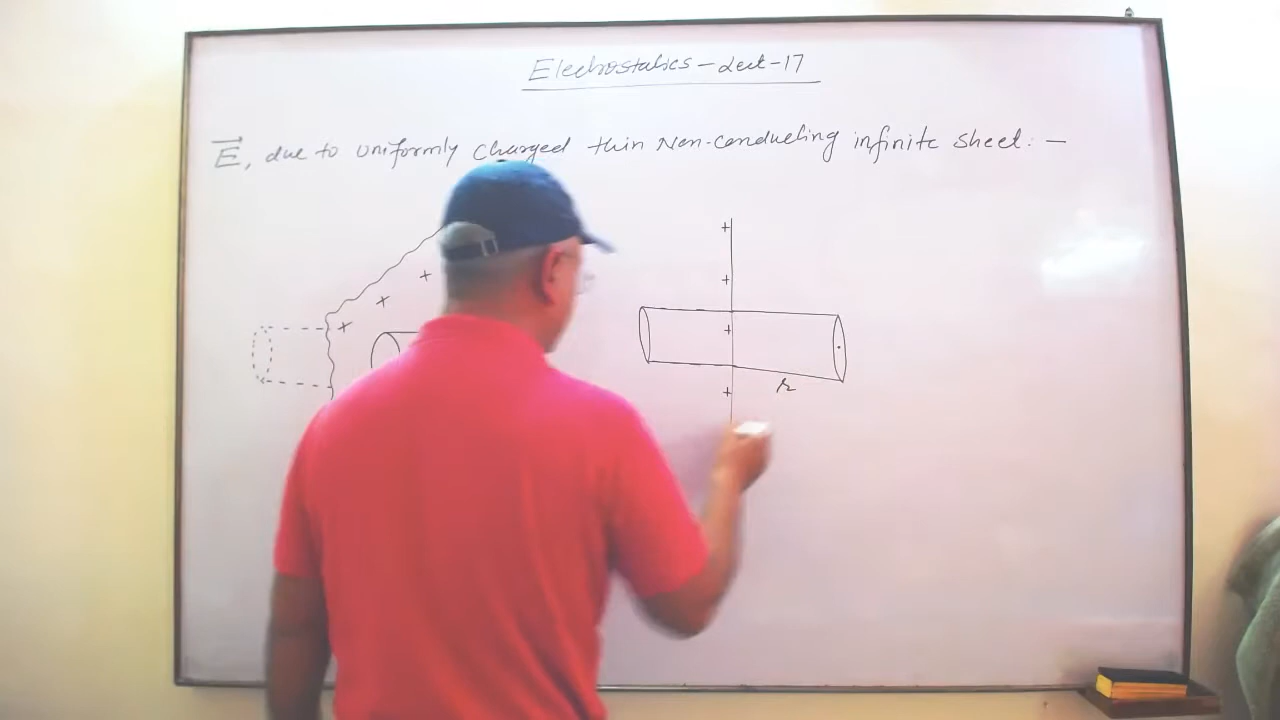 Electrostatics - Lect-17
E, due to uniformly charged thin Non-conducting infinite sheet: -
+
+
+
+
+
+
+
r